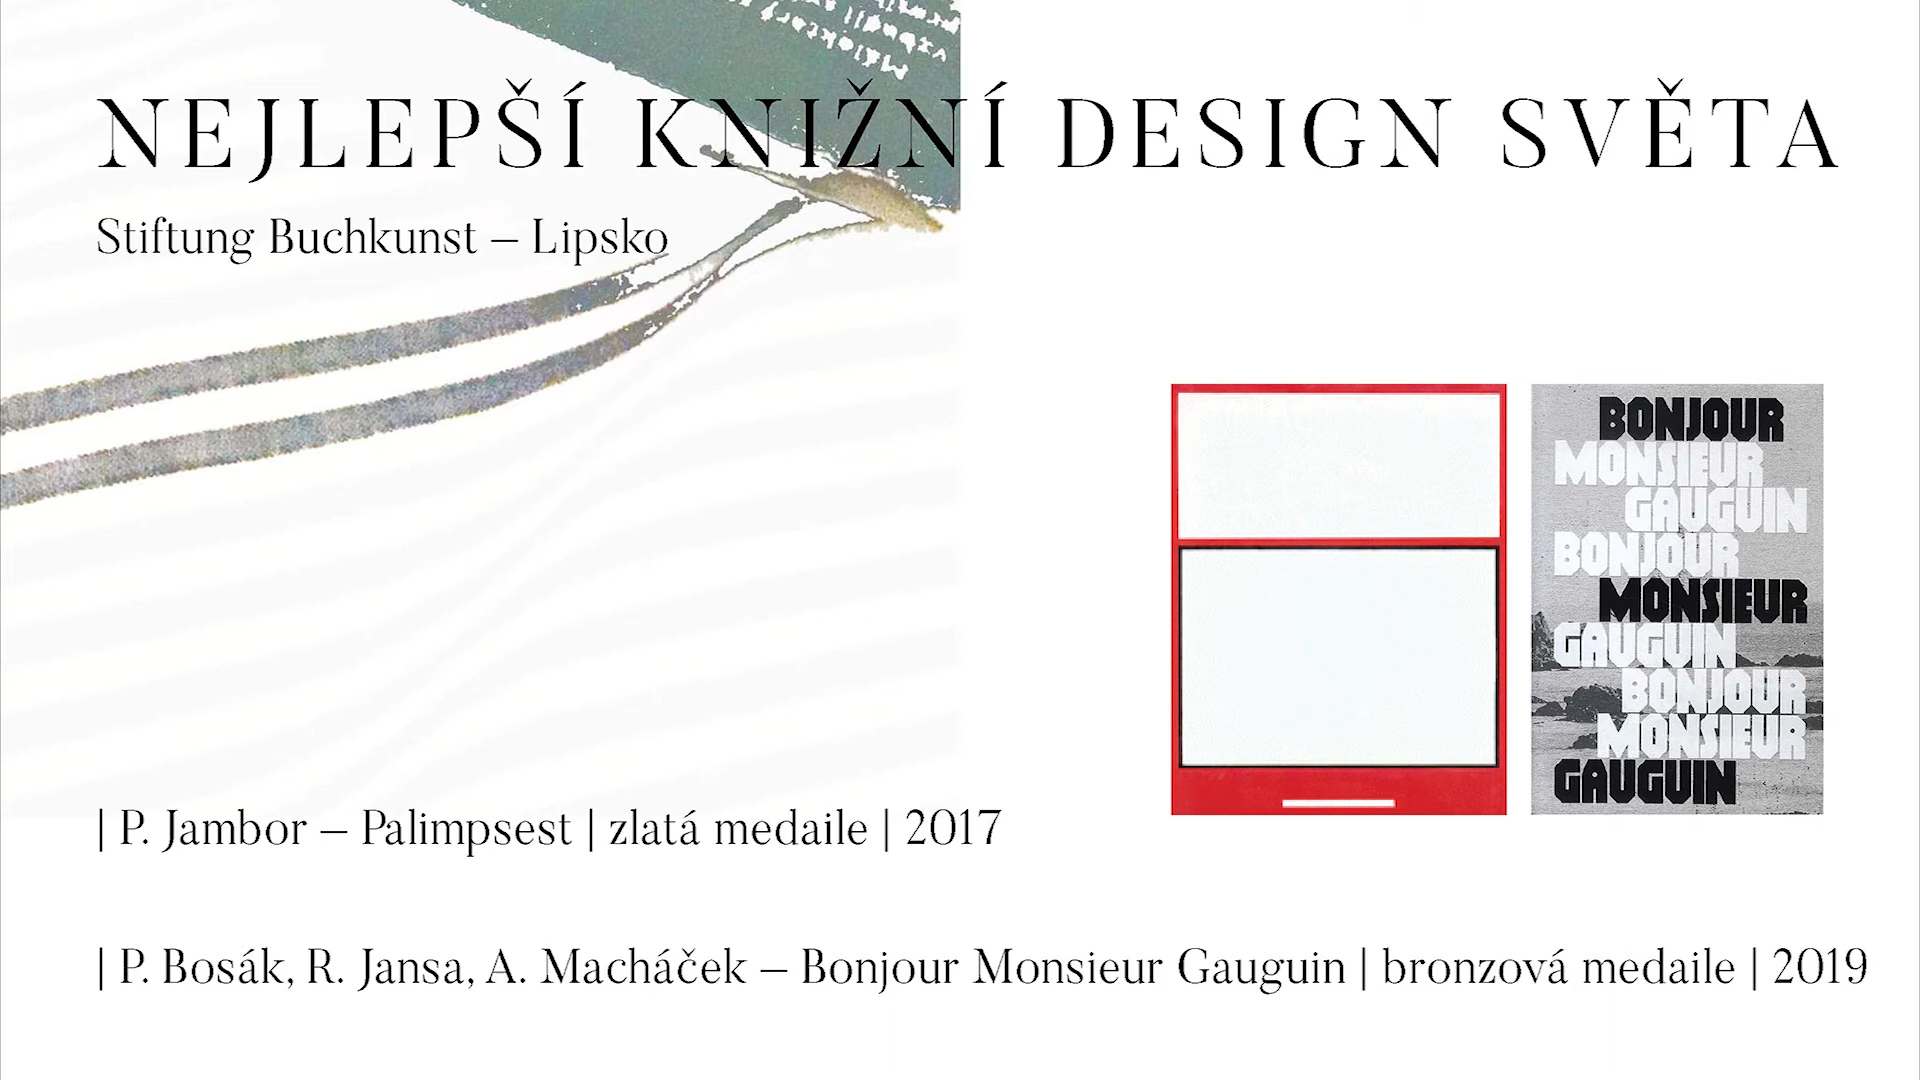 NEJLEPŠÍ KNIŽNÍ DESIGN SVĚTA
Stiftung Buchkunst – Lipsko
BONJOUR
MONSIEUR
GAUGUIN
BONJOUR
MONSIEUR
GAUGUIN
BONJOUR
MONSIEUR
GAUGUIN
| P. Jambor – Palimpsest | zlatá medaile | 2017
| P. Bosák, R. Jansa, A. Macháček – Bonjour Monsieur Gauguin | bronzová medaile | 2019